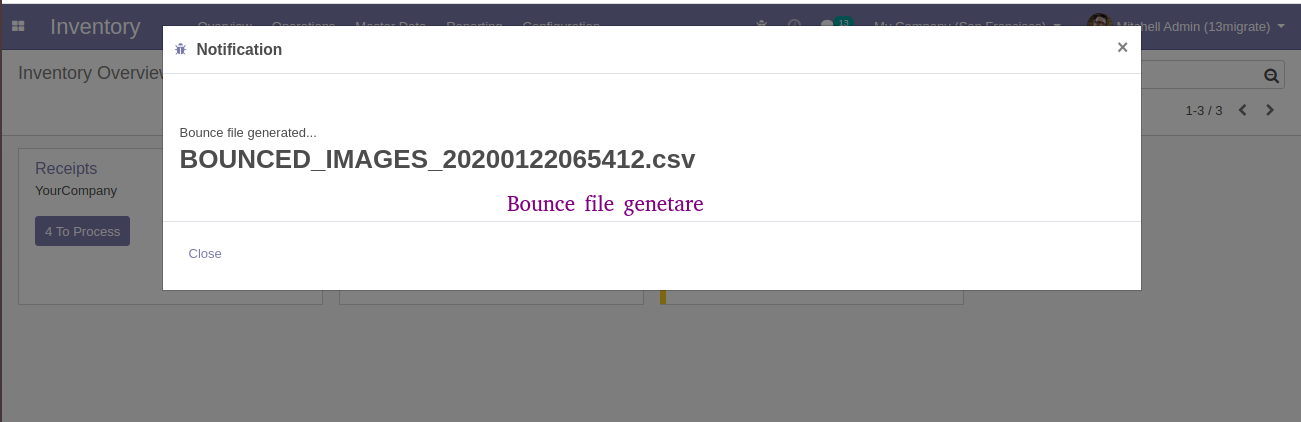 Inventory
Overview Operations Master Data Reporting Configuration
13
My Company (San Francisco)
Mitchell Admin (13migrate)
Notification
×
Inventory Overview
1-3 / 3
Bounce file generated...
BOUNCED_IMAGES_20200122065412.csv
Bounce file genetare
Receipts
YourCompany
4 To Process
Close